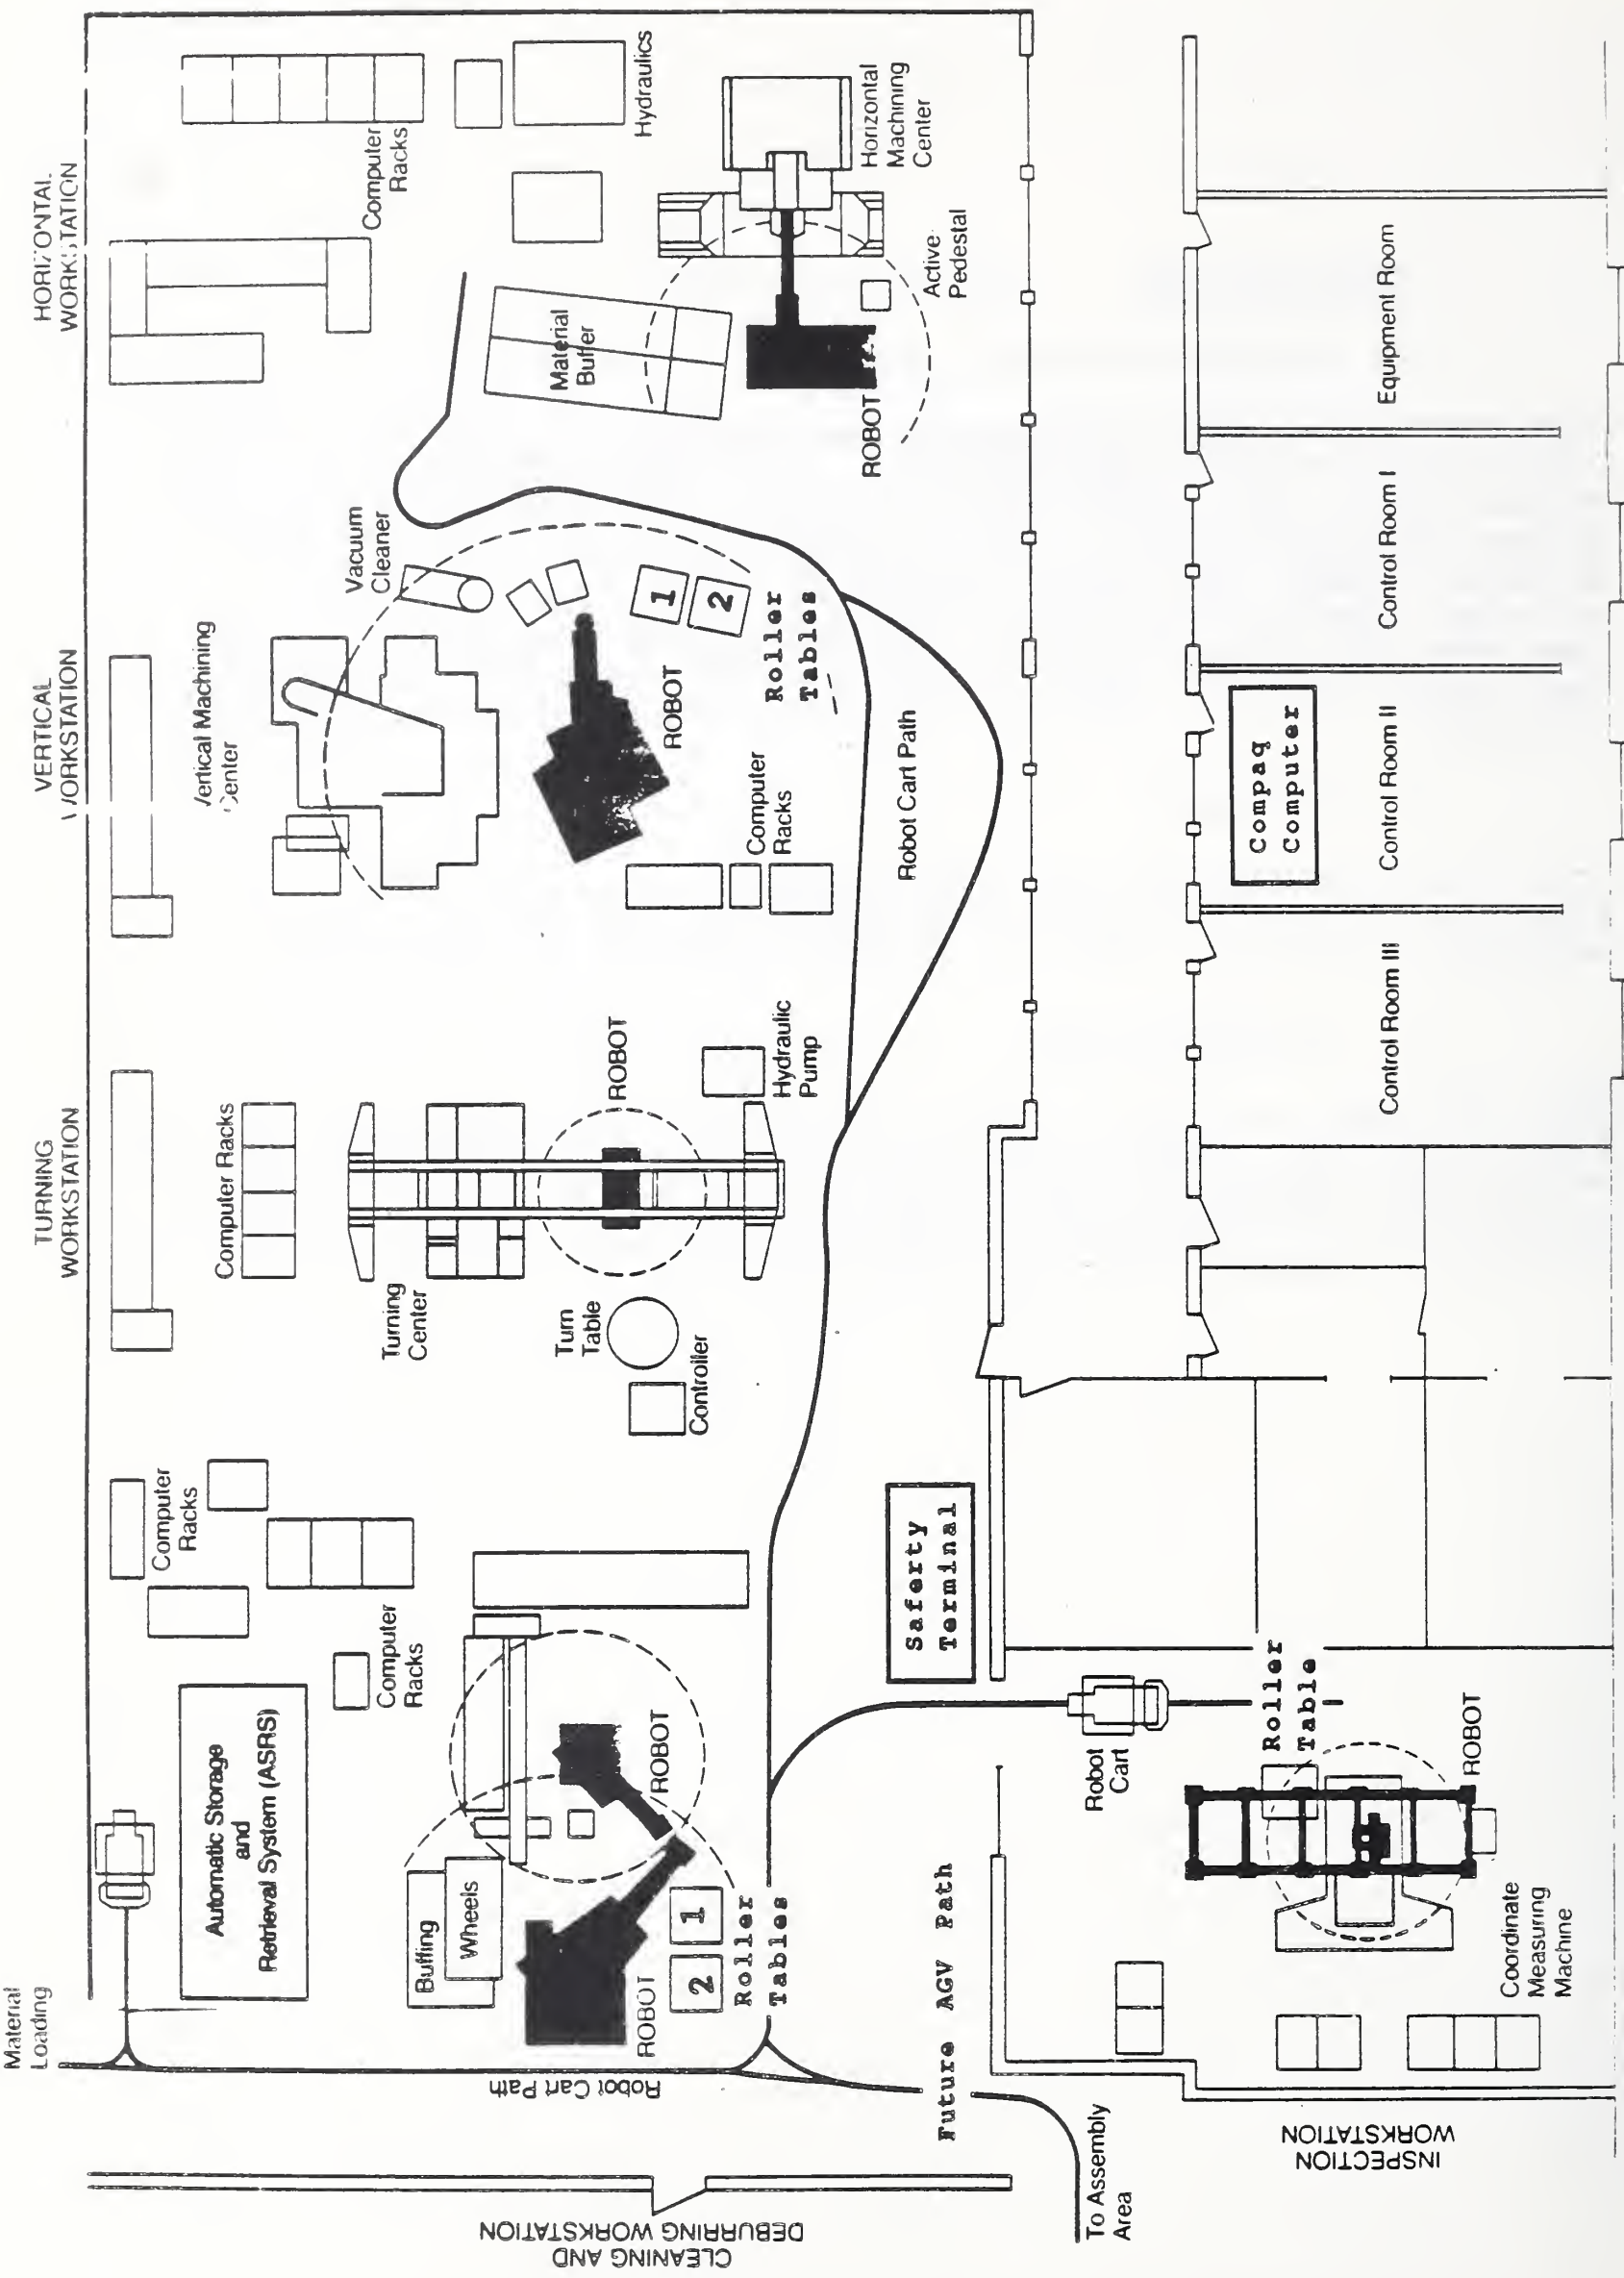 Material
Loading
TURNING
WORKSTATION
VERTICAL
WORKSTATION
HORIZONTAL
WORKSTATION
Automatic Storage
and
Retrieval System (ASRS)
Computer
Racks
Computer
Racks
Computer Racks
Turning
Center
Vertical Machining
Center
Vacuum
Cleaner
Computer
Racks
Hydraulics
Buffing
Wheels
ROBOT
ROBOT
2
1
Roller
Tables
Turn
Table
Controller
ROBOT
Hydraulic
Pump
ROBOT
Computer
Racks
1
2
Roller
Tables
Material
Buffer
ROBOT
Active
Pedestal
Horizontal
Machining
Center
Robot Cart Path
Robot Cart Path
CLEANING AND
DEBURRING WORKSTATION
Future AGV Path
To Assembly
Area
Saferty
Terminal
Robot
Cart
Roller
Table
ROBOT
Coordinate
Measuring
Machine
INSPECTION
WORKSTATION
Compaq
Computer
Control Room III
Control Room II
Control Room I
Equipment Room